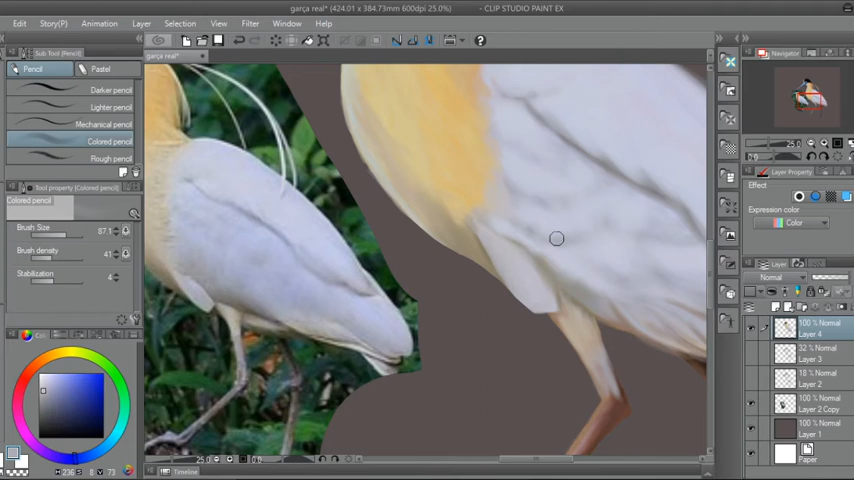 garça real* (424.01 x 384.73mm 600dpi 25.0%) - CLIP STUDIO PAINT EX
Edit Story(P) Animation Layer Selection View Filter Window Help
garça real*
Sub Tool (Pencil)
Pencil Pastel
Darker pencil
Lighter pencil
Mechanical pencil
Colored pencil
Rough pencil
Tool property [Colored pencil]
Colored pencil
Brush Size 87.1
Brush density 41
Stabilization 4
Navigator
25.0
0.0
Layer Property
Effect
Expression color
Color
Layer
Normal
100 % Normal
Layer 4
32 % Normal
Layer 3
18 % Normal
Layer 2
100 % Normal
Layer 2 Copy
100 % Normal
Layer 1
Paper
H 236 S 8 V 73
25.0 0.0
Timeline